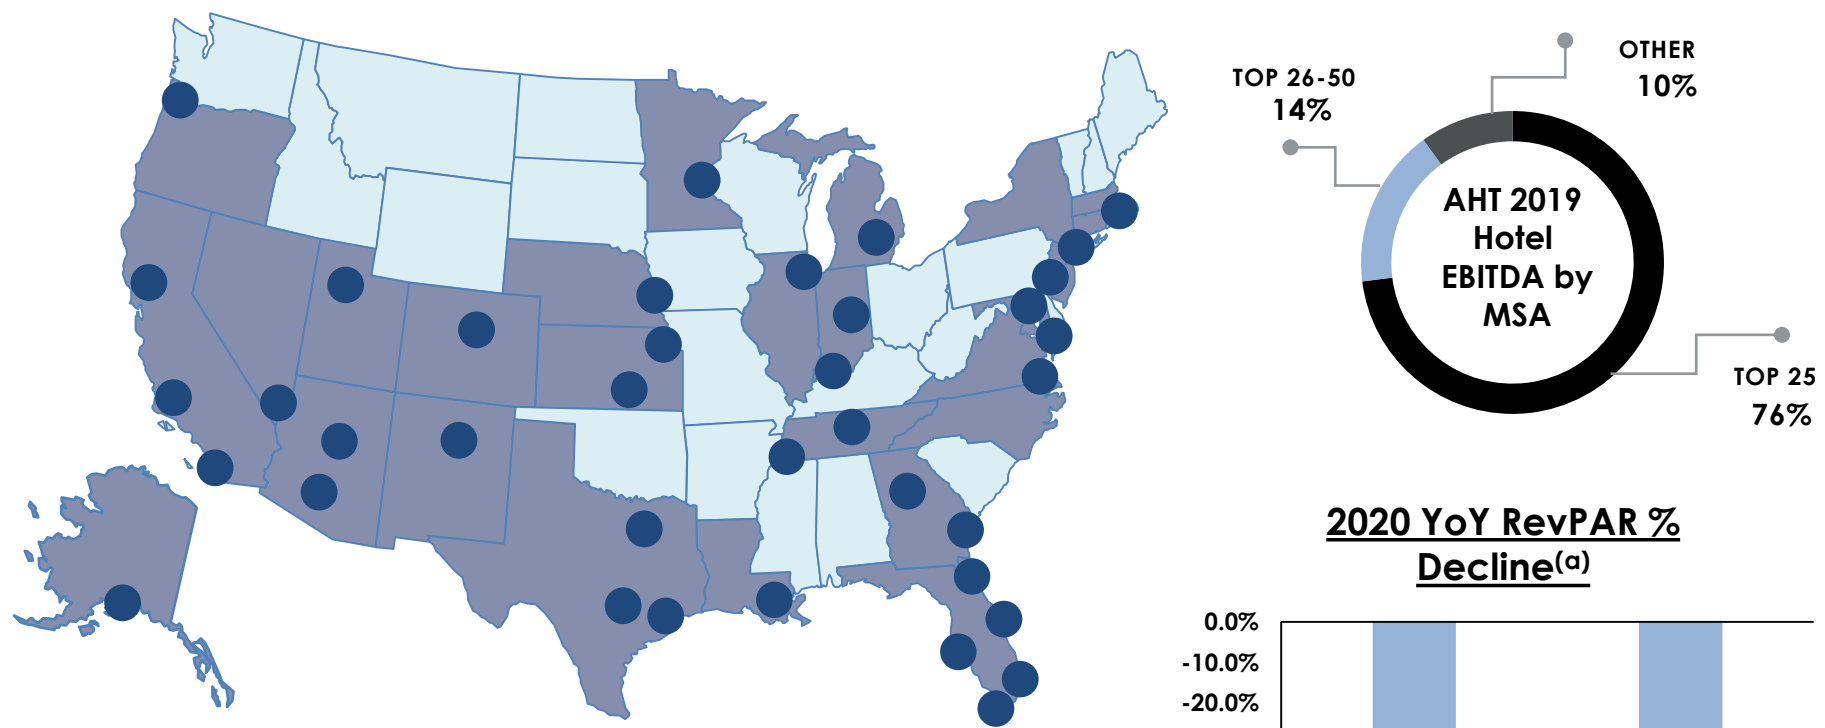 OTHER
10%
TOP 26-50
14%
AHT 2019
Hotel
EBITDA by
MSA
TOP 25
76%
2020 YoY RevPAR %
Decline(a)
0.0%
-10.0%
-20.0%